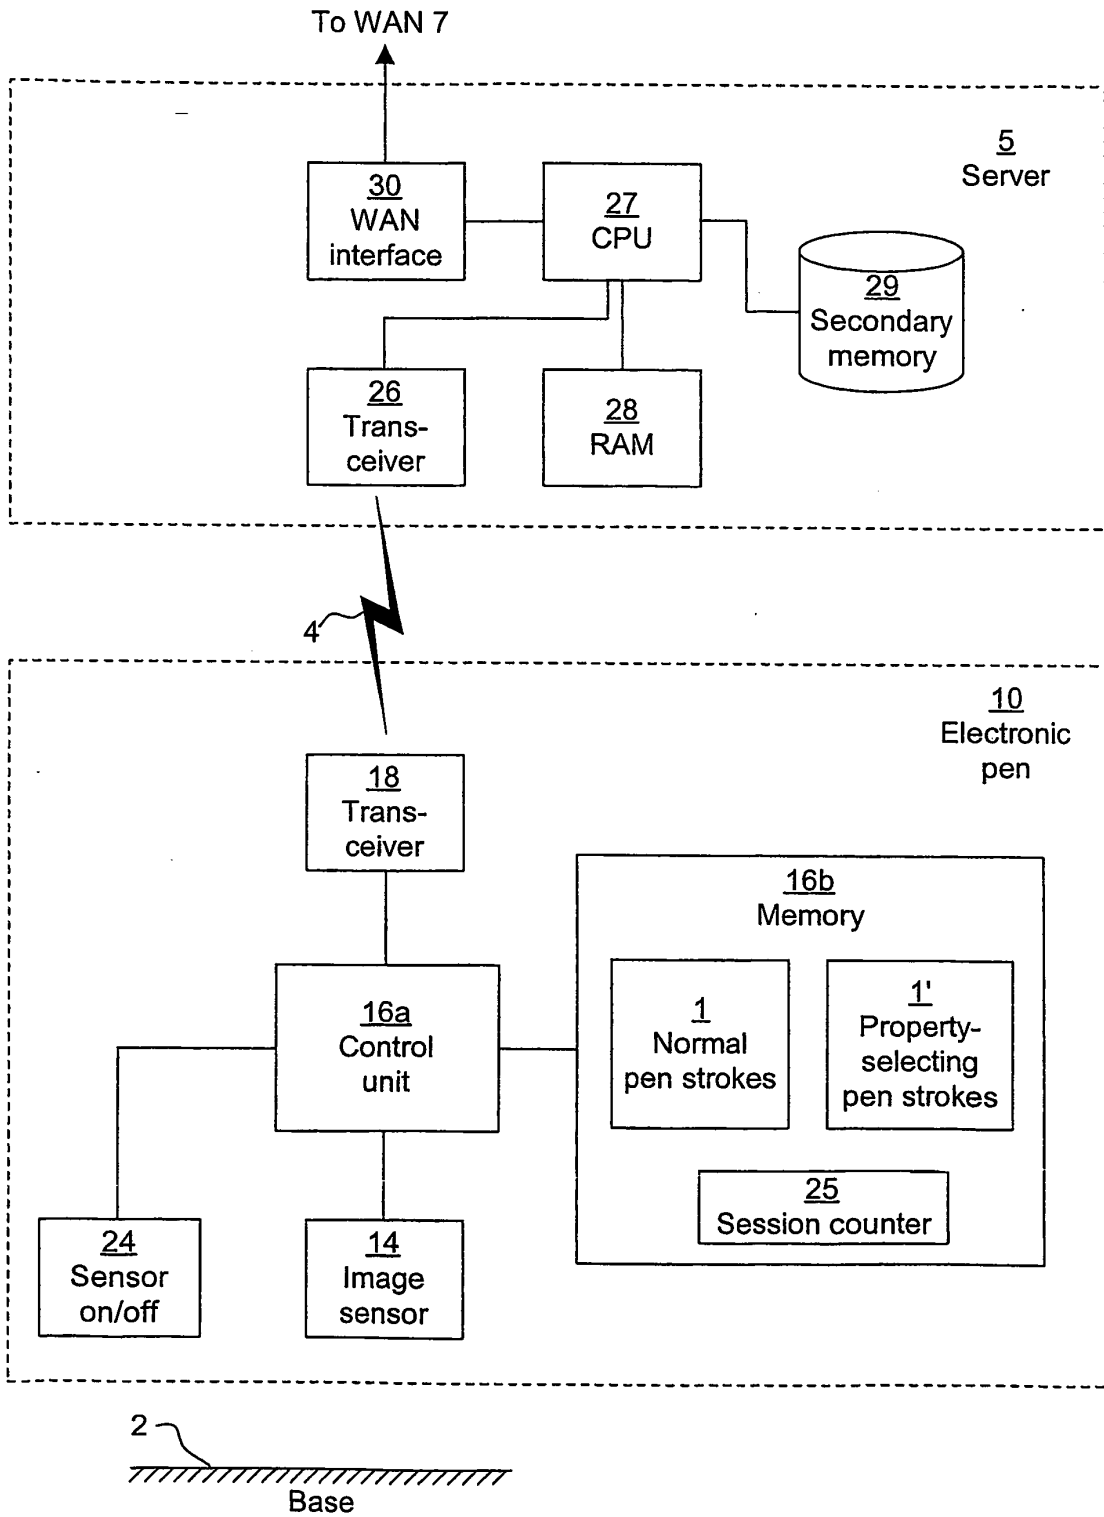 To WAN 7
5
Server
30
WAN
interface
27
CPU
29
Secondary
memory
26
Trans-
ceiver
28
RAM
4
10
Electronic
pen
18
Trans-
ceiver
16b
Memory
16a
Control
unit
1
Normal
pen strokes
1'
Property-
selecting
pen strokes
25
Session counter
24
Sensor
on/off
14
Image
sensor
2
Base